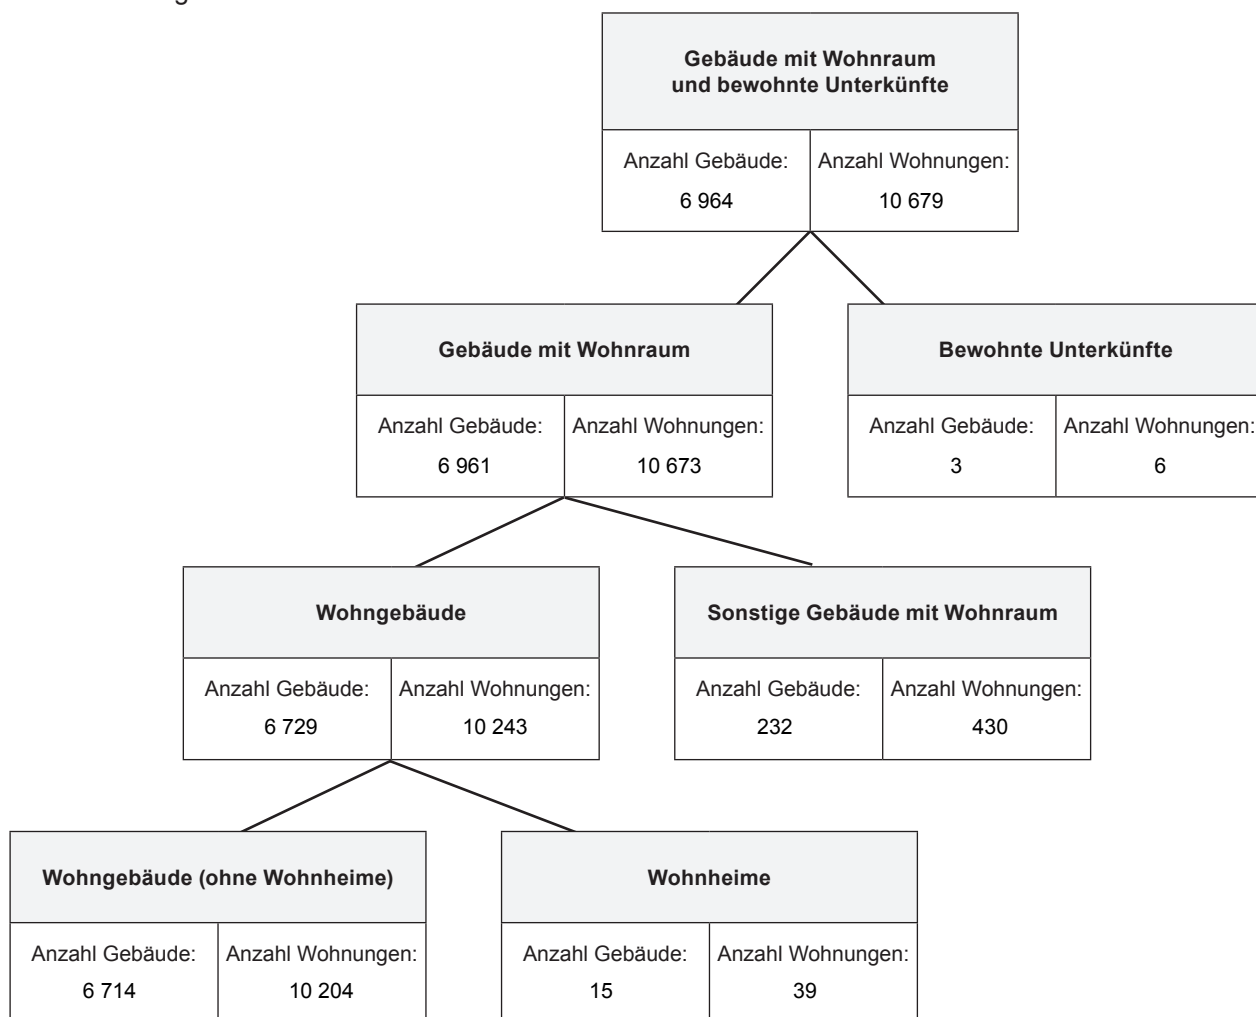 Gebäude mit Wohnraum
und bewohnte Unterkünfte
Anzahl Gebäude: Anzahl Wohnungen:
6 964 10 679
Gebäude mit Wohnraum
Anzahl Gebäude: Anzahl Wohnungen:
6 961 10 673
Bewohnte Unterkünfte
Anzahl Gebäude: Anzahl Wohnungen:
3 6
Wohngebäude
Anzahl Gebäude: Anzahl Wohnungen:
6 729 10 243
Sonstige Gebäude mit Wohnraum
Anzahl Gebäude: Anzahl Wohnungen:
232 430
Wohngebäude (ohne Wohnheime)
Anzahl Gebäude: Anzahl Wohnungen:
6 714 10 204
Wohnheime
Anzahl Gebäude: Anzahl Wohnungen:
15 39